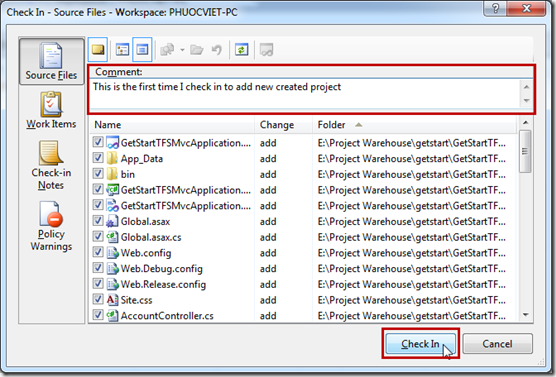 Check In - Source Files - Workspace: PHUOCVIET-PC
Source Files
Work Items
Check-in Notes
Policy Warnings
Comment:
This is the first time I check in to add new created project
Name Change Folder
GetStartTFSMvcApplication.... add E:\Project Warehouse\getstart\GetStartTF...
App_Data add E:\Project Warehouse\getstart\GetStartTF...
bin add E:\Project Warehouse\getstart\GetStartTF...
GetStartTFSMvcApplication.... add E:\Project Warehouse\getstart\GetStartTF...
GetStartTFSMvcApplication.... add E:\Project Warehouse\getstart\GetStartTF...
Global.asax add E:\Project Warehouse\getstart\GetStartTF...
Global.asax.cs add E:\Project Warehouse\getstart\GetStartTF...
Web.config add E:\Project Warehouse\getstart\GetStartTF...
Web.Debug.config add E:\Project Warehouse\getstart\GetStartTF...
Web.Release.config add E:\Project Warehouse\getstart\GetStartTF...
Site.css add E:\Project Warehouse\getstart\GetStartTF...
AccountController.cs add E:\Project Warehouse\getstart\GetStartTF...
Check In
Cancel